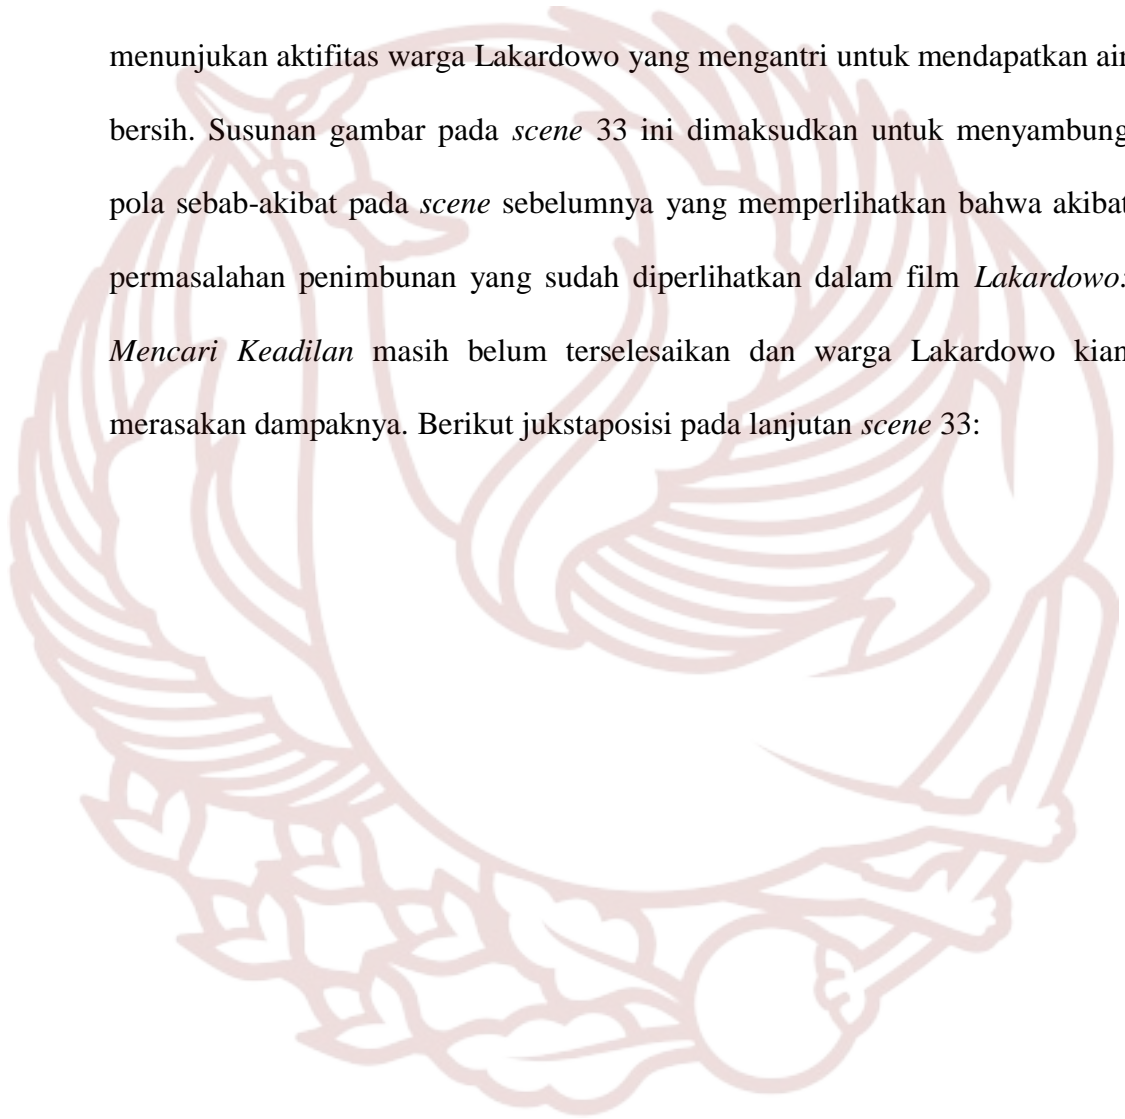 menunjukan aktifitas warga Lakardowo yang mengantri untuk mendapatkan air
bersih. Susunan gambar pada scene 33 ini dimaksudkan untuk menyambung
pola sebab-akibat pada scene sebelumnya yang memperlihatkan bahwa akibat
permasalahan penimbunan yang sudah diperlihatkan dalam film Lakardowo:
Mencari Keadilan masih belum terselesaikan dan warga Lakardowo kian
merasakan dampaknya. Berikut jukstaposisi pada lanjutan scene 33: